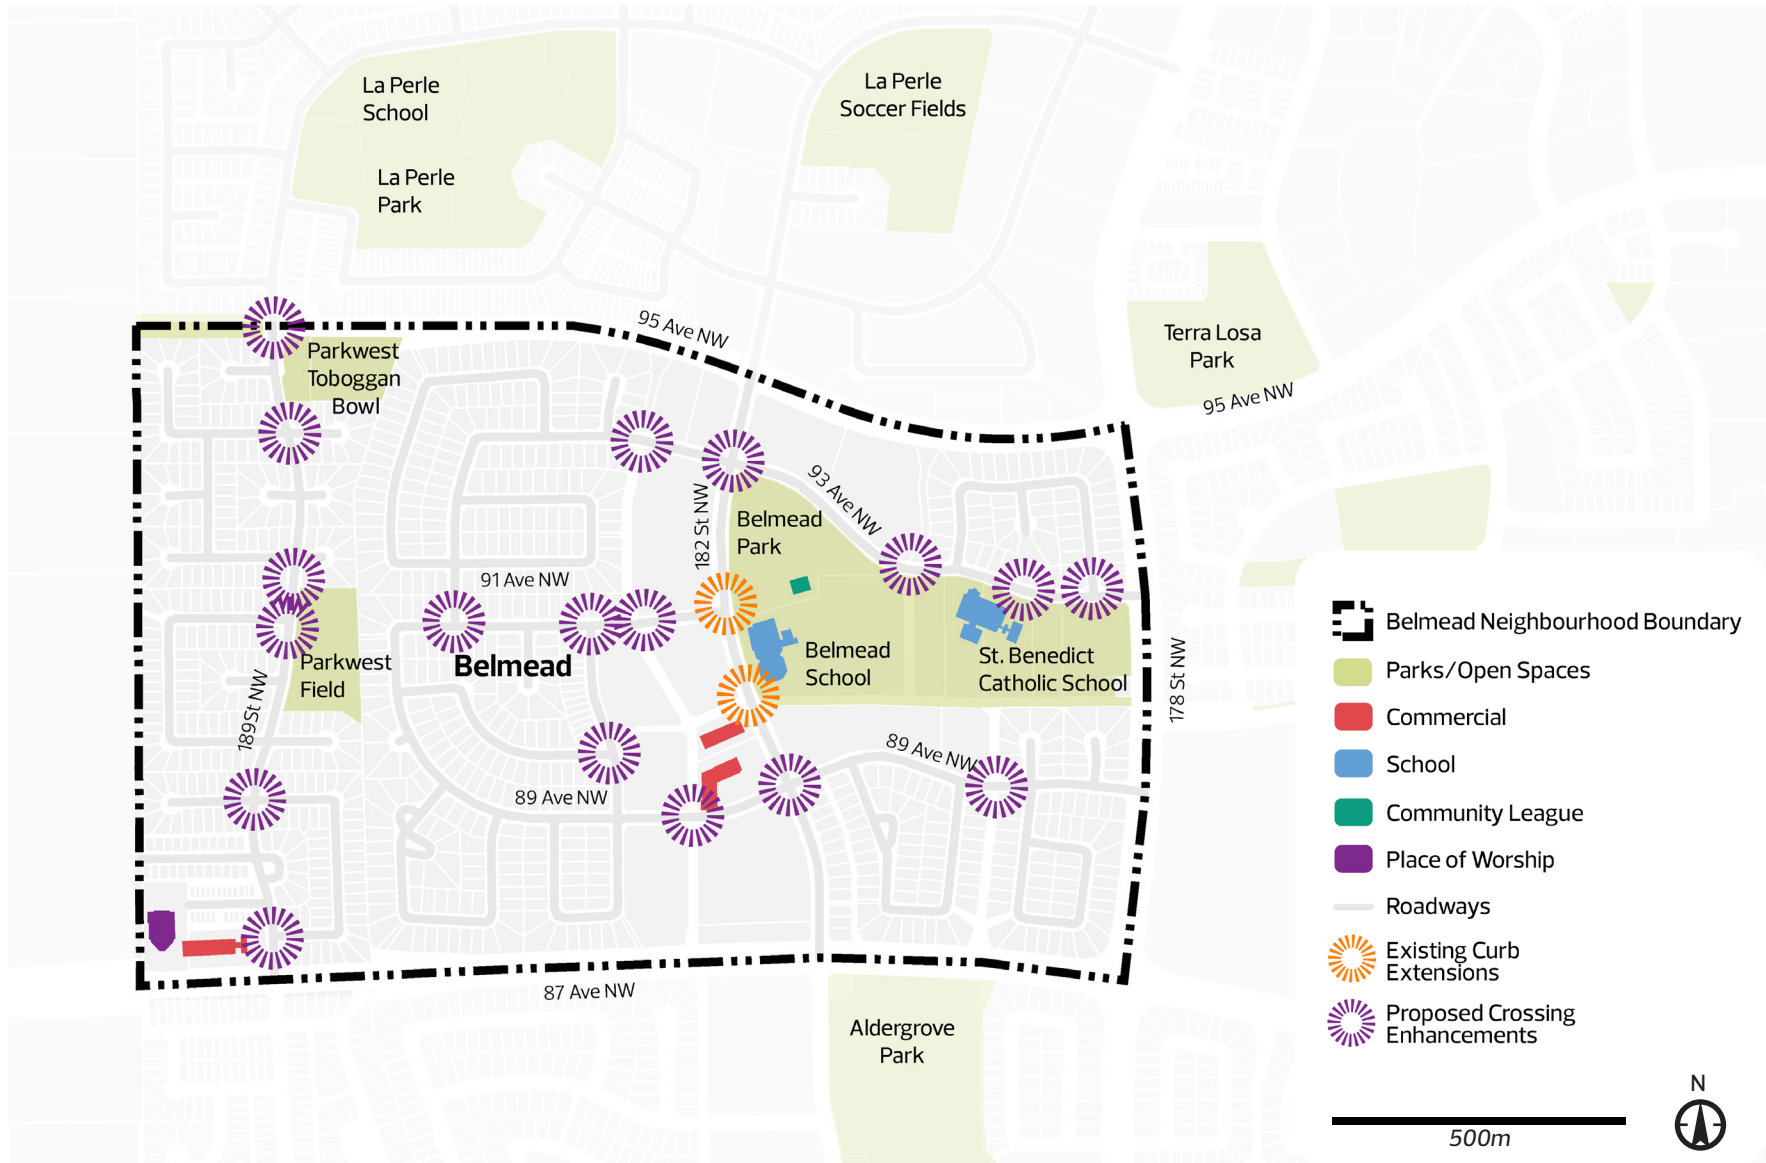 La Perle
School
La Perle
Park
La Perle
Soccer Fields
95 Ave NW
Terra Losa
Park
95 Ave NW
Parkwest
Toboggan
Bowl
93 Ave NW
182 St NW
Belmead
Park
91 Ave NW
Belmead
Belmead
School
St. Benedict
Catholic School
178 St NW
Parkwest
Field
189St NW
89 Ave NW
89 Ave NW
87 Ave NW
Aldergrove
Park
Belmead Neighbourhood Boundary
Parks/Open Spaces
Commercial
School
Community League
Place of Worship
Roadways
Existing Curb
Extensions
Proposed Crossing
Enhancements
N
500m